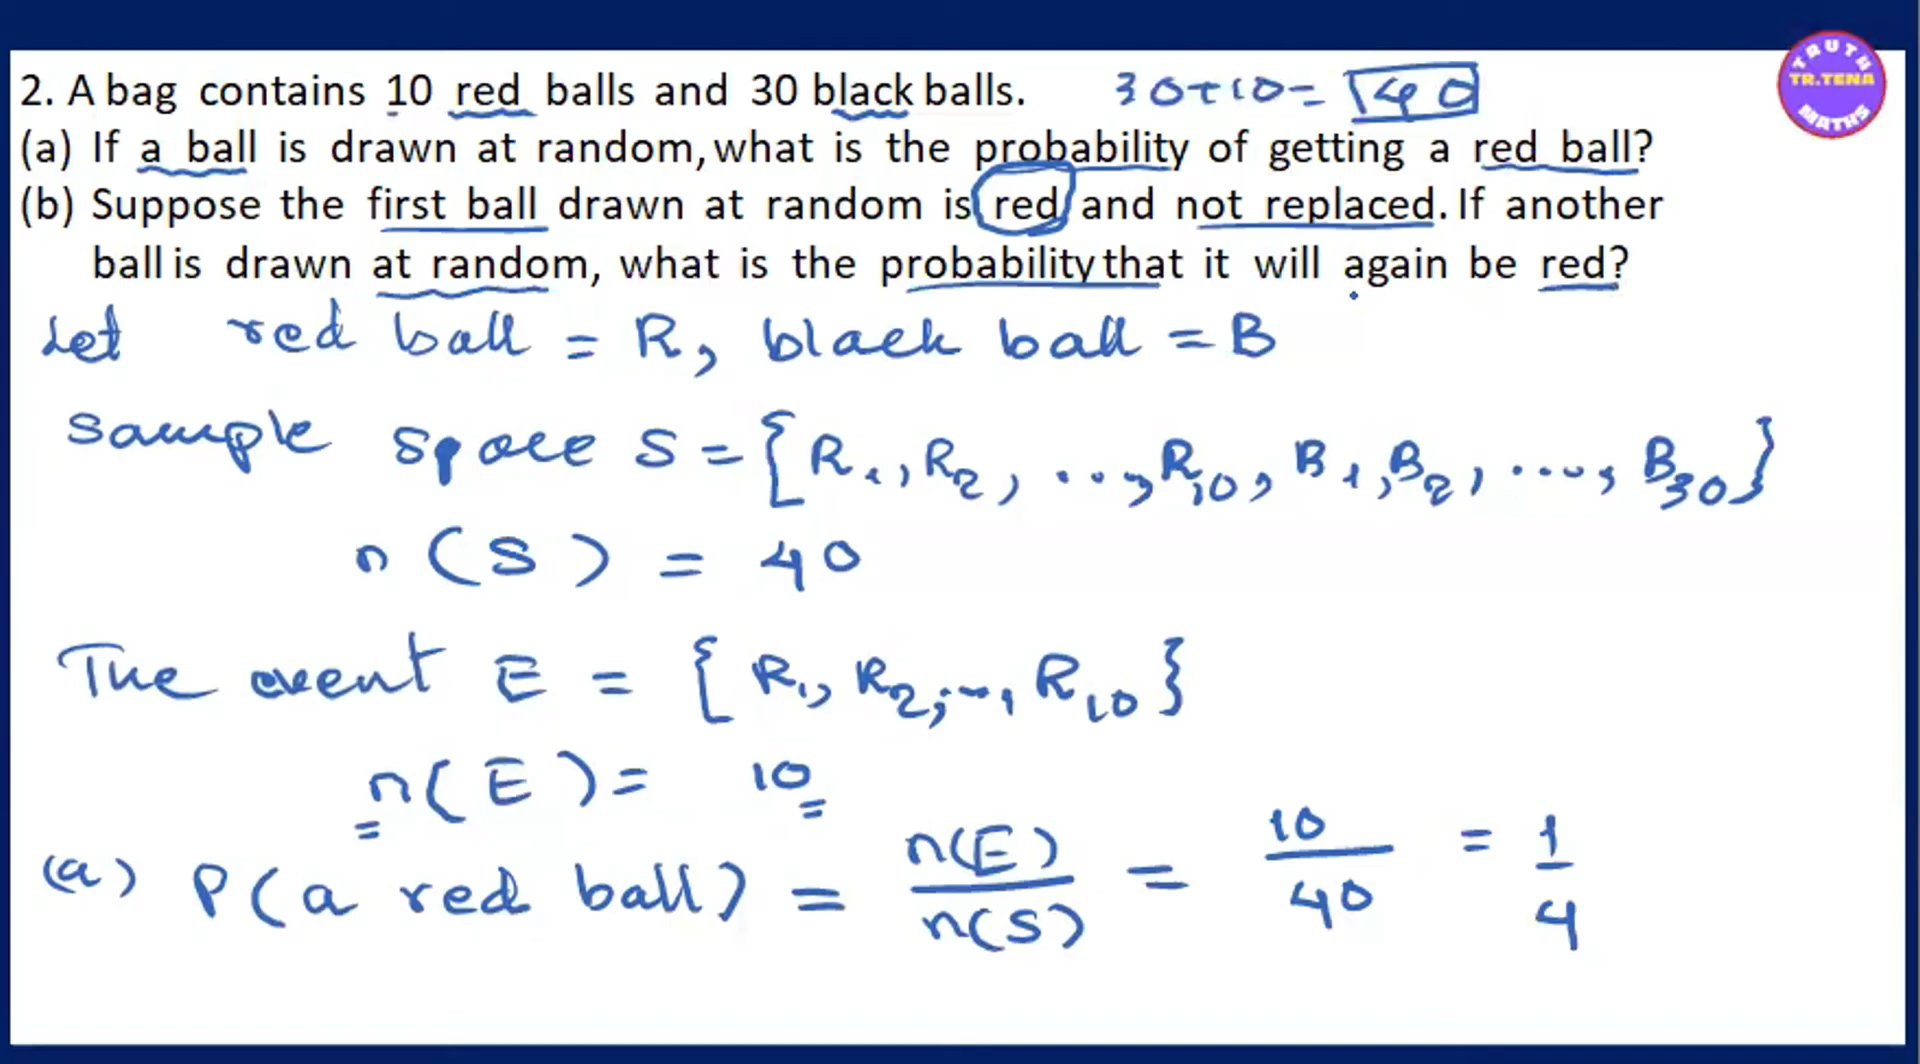 2. A bag contains 10 red balls and 30 black balls. 30+10= 40
TRUTH
TR.TENA
MATHS
(a) If a ball is drawn at random, what is the probability of getting a red ball?
(b) Suppose the first ball drawn at random is red and not replaced. If another
ball is drawn at random, what is the probability that it will again be red?
Let red ball = R, black ball = B
Sample space S = {R₁, R₂, ..., R₁₀, B₁, B₂, ...., B₃₀}
n(S) = 40
The event E = {R₁, R₂, .., R₁₀}
n(E) = 10
(a) P(a red ball) = n(E)/n(S) = 10/40 = 1/4